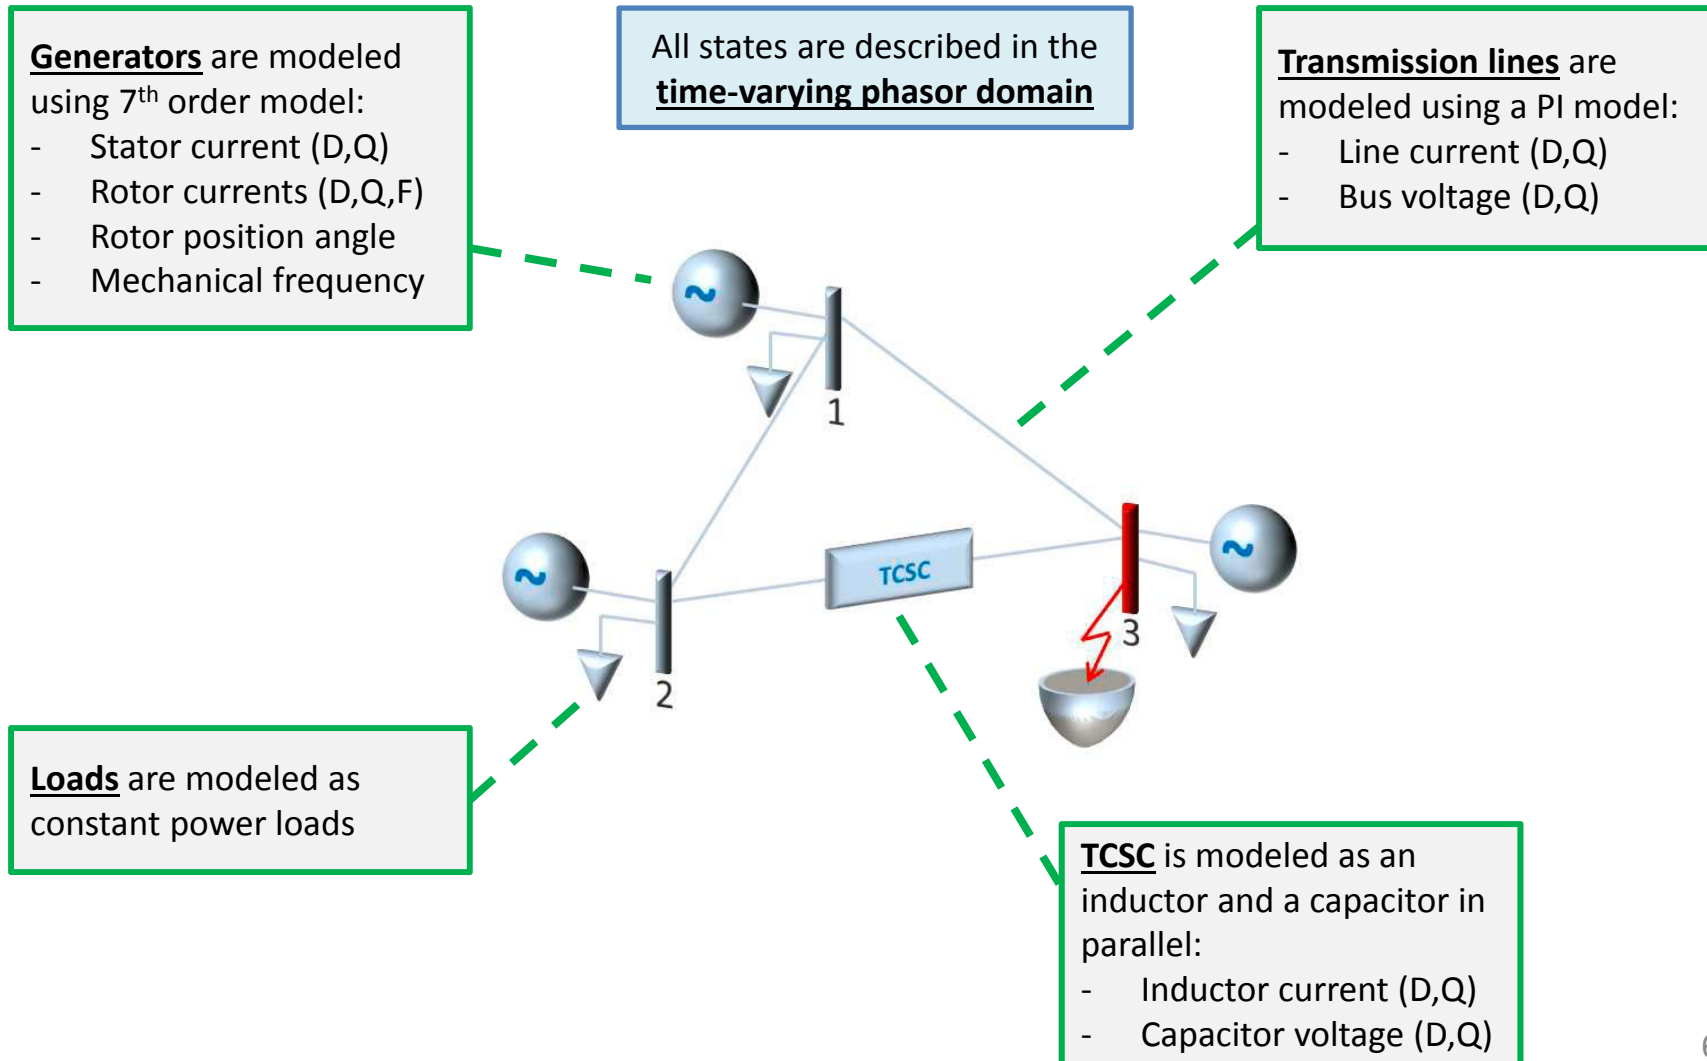 Generators are modeled
using 7th order model:
- Stator current (D,Q)
- Rotor currents (D,Q,F)
- Rotor position angle
- Mechanical frequency
All states are described in the
time-varying phasor domain
Transmission lines are
modeled using a PI model:
- Line current (D,Q)
- Bus voltage (D,Q)
~
1
~
TCSC
~
3
2
Loads are modeled as
constant power loads
TCSC is modeled as an
inductor and a capacitor in
parallel:
- Inductor current (D,Q)
- Capacitor voltage (D,Q)